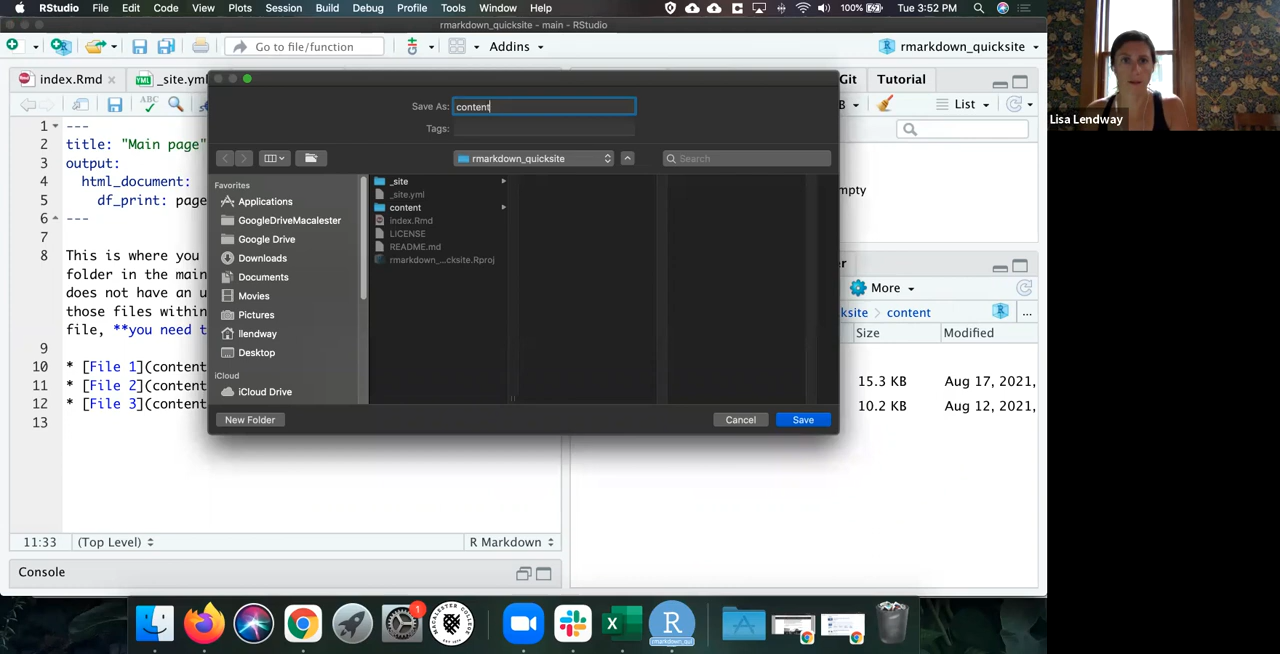 RStudio File Edit Code View Plots Session Build Debug Profile Tools Window Help 100% Tue 3:52 PM
rmarkdown_quicksite - main - RStudio
Go to file/function Addins rmarkdown_quicksite
index.Rmd _site.yml Git Tutorial
ABC List
Save As: content
Tags:
rmarkdown_quicksite Search
Favorites
Applications
GoogleDriveMacalester
Google Drive
Downloads
Documents
Movies
Pictures
llendway
Desktop
iCloud
iCloud Drive
_site
_site.yml
content
index.Rmd
LICENSE
README.md
rmarkdown_...cksite.Rproj
New Folder Cancel Save
1 ---
2 title: "Main page"
3 output:
4 html_document:
5 df_print: page
6 ---
7
8 This is where you
folder in the main
does not have an u
those files within
file, **you need t
9
10 * [File 1](content
11 * [File 2](content
12 * [File 3](content
13
11:33 (Top Level) R Markdown
Console
mpty
More
ksite content ...
Size Modified
15.3 KB Aug 17, 2021,
10.2 KB Aug 12, 2021,
Lisa Lendway
1
MACALESTER COLLEGE
X
R
rmarkdown_qui